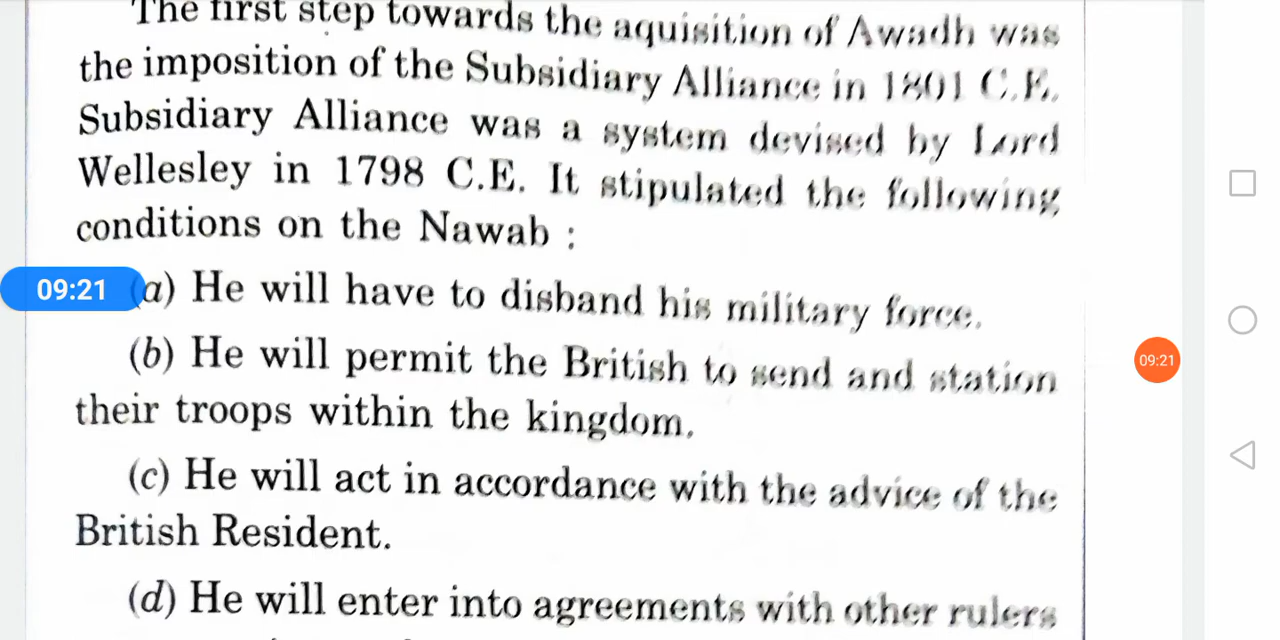 The first step towards the aquisition of Awadh was
the imposition of the Subsidiary Alliance in 1801 C.E.
Subsidiary Alliance was a system devised by Lord
Wellesley in 1798 C.E. It stipulated the following
conditions on the Nawab :
09:21 (a) He will have to disband his military force.
(b) He will permit the British to send and station
09:21
their troops within the kingdom.
(c) He will act in accordance with the advice of the
British Resident.
(d) He will enter into agreements with other rulers